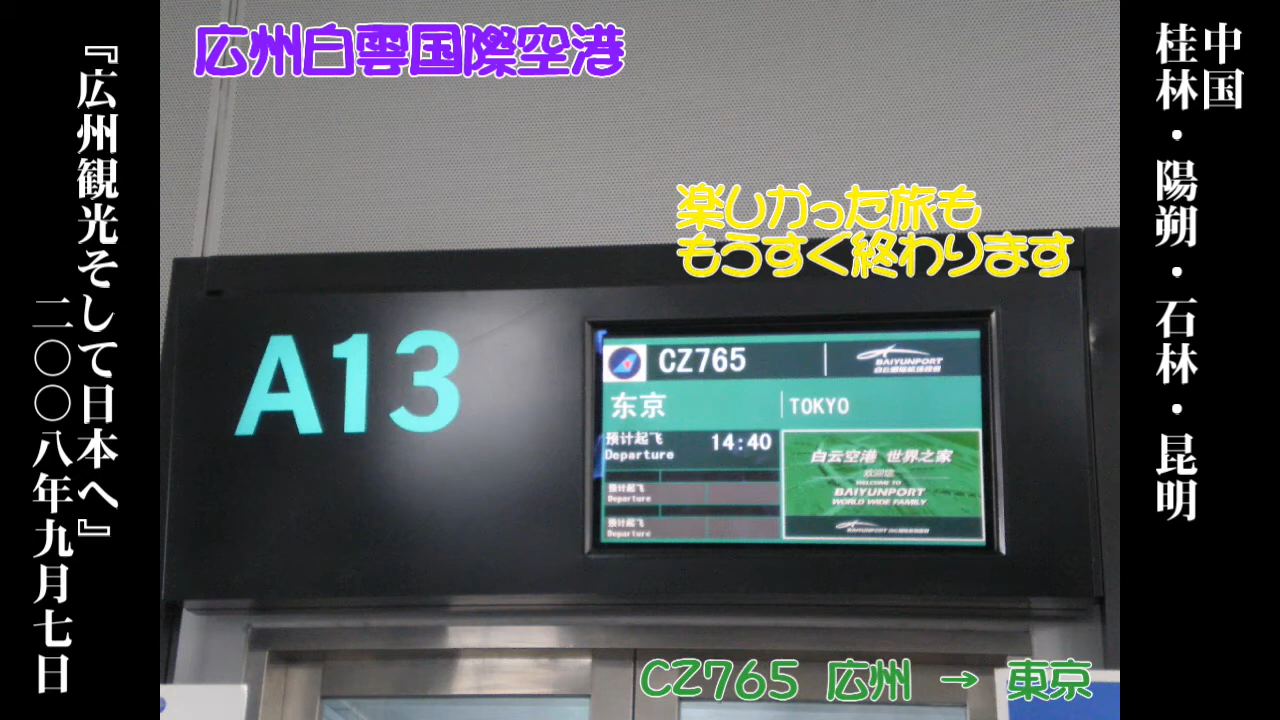 中国
桂林・陽朔・石林・昆明
広州白雲国際空港
楽しかった旅も
もうすぐ終わります
A13
CZ765
BAIYUNPORT
东京
TOKYO
预计起飞
14:40
Departure
白云空港 世界之家
欢迎您
WELCOME TO
BAIYUNPORT
WORLD WIDE FAMILY
预计起飞
Departure
预计起飞
Departure
BAIYUNPORT
CZ765 広州 → 東京
『広州観光そして日本へ』
二〇〇八年九月七日